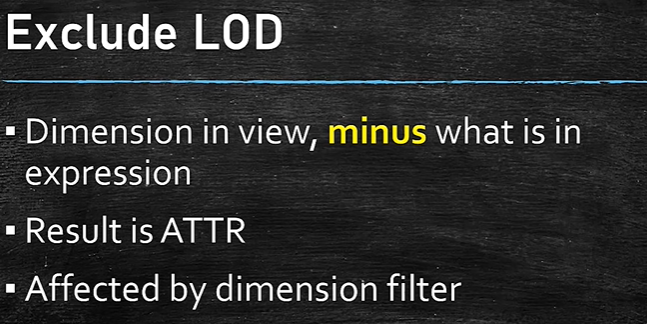 Exclude LOD
▪ Dimension in view, minus what is in
expression
▪ Result is ATTR
▪ Affected by dimension filter